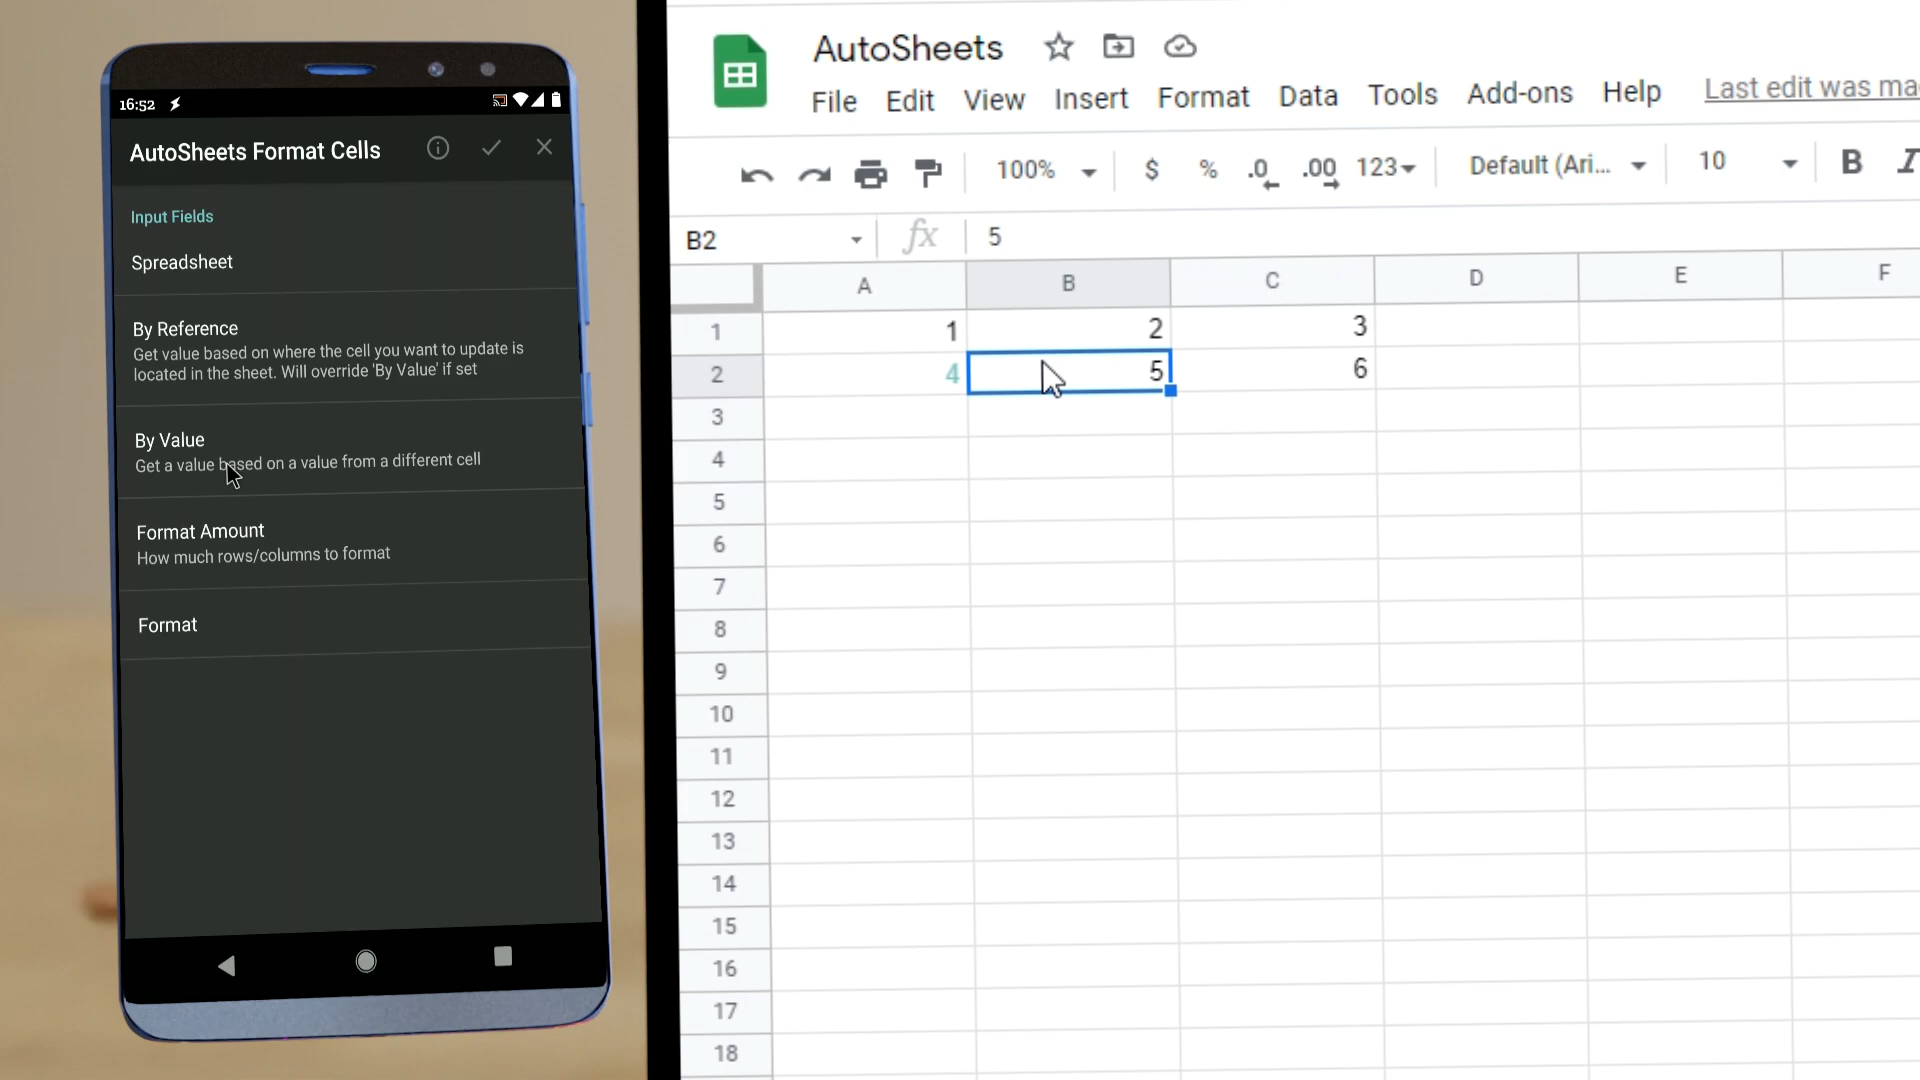 16:52
AutoSheets Format Cells
Input Fields
Spreadsheet
By Reference
Get value based on where the cell you want to update is
located in the sheet. Will override 'By Value' if set
By Value
Get a value based on a value from a different cell
Format Amount
How much rows/columns to format
Format
AutoSheets
File Edit View Insert Format Data Tools Add-ons Help Last edit was ma
100% $ % .0 .00 123 Default (Ari... 10 B I
B2 fx 5
A B C D E F
1 1 2 3
2 4 5 6
3
4
5
6
7
8
9
10
11
12
13
14
15
16
17
18